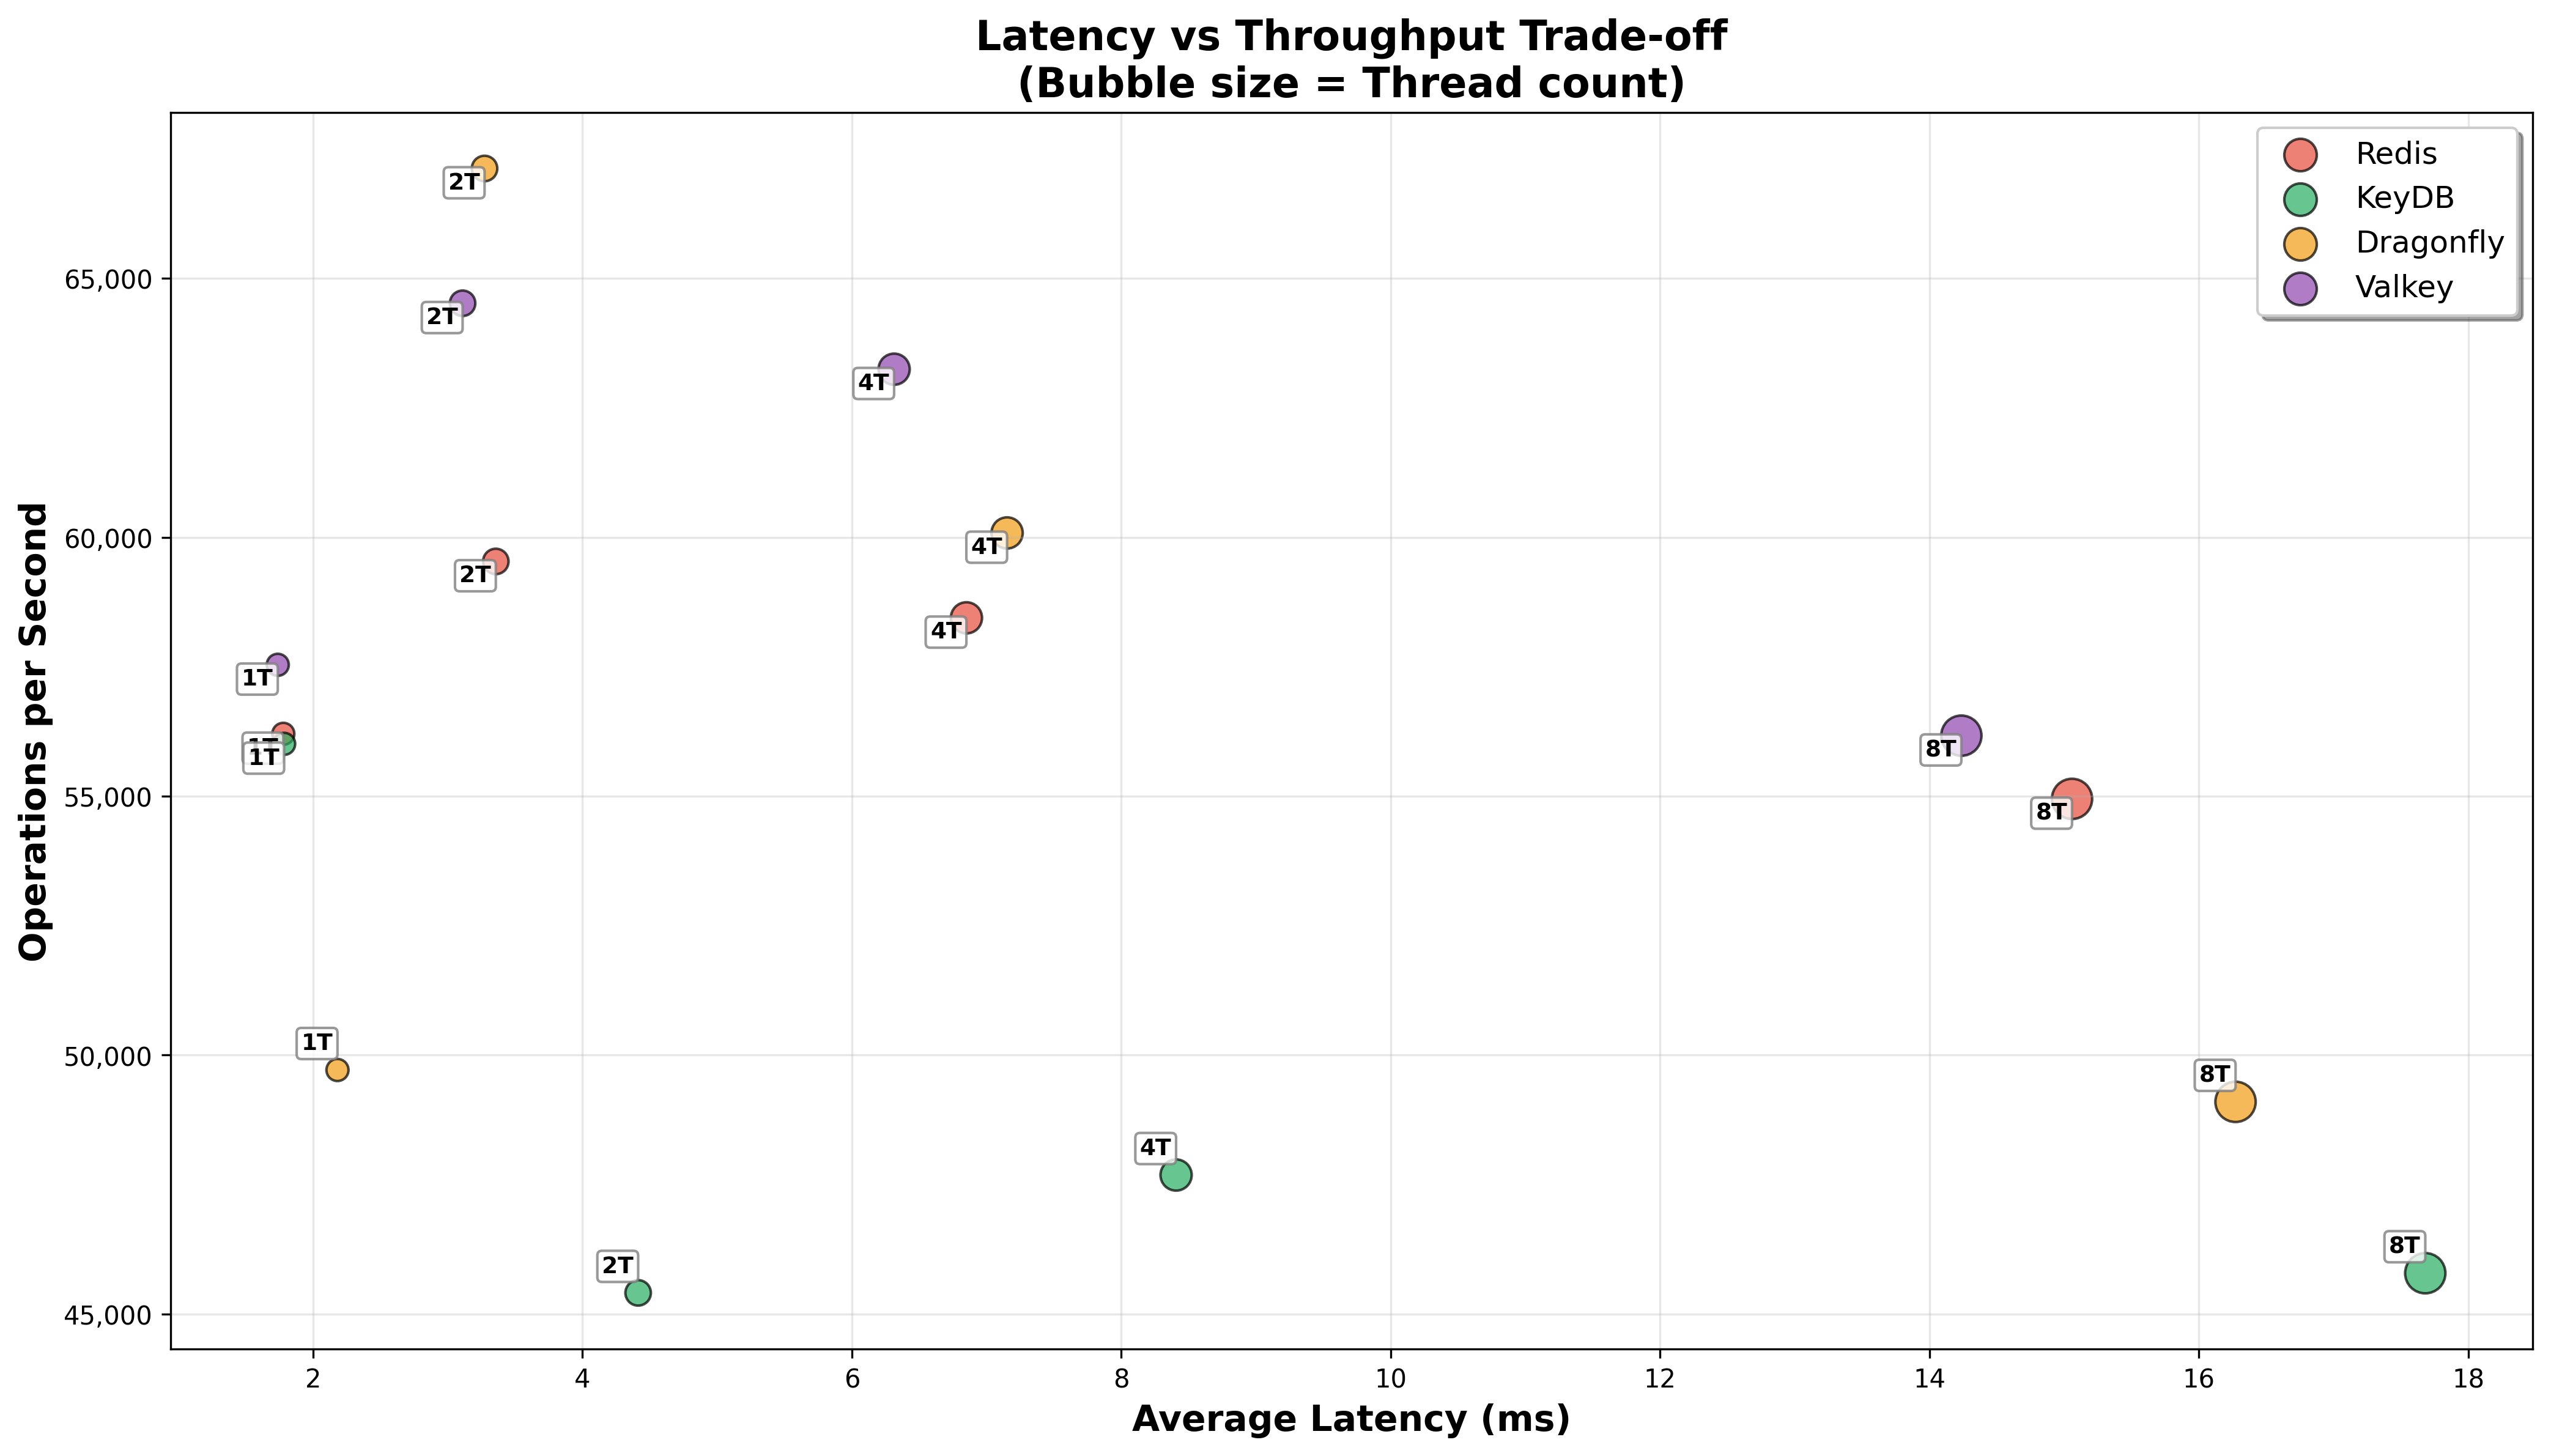 Latency vs Throughput Trade-off
(Bubble size = Thread count)
Redis
KeyDB
Dragonfly
Valkey
Operations per Second
65,000
60,000
55,000
50,000
45,000
2T
2T
4T
4T
2T
4T
1T
1T
1T
8T
8T
1T
8T
4T
8T
2T
2
4
6
8
10
12
14
16
18
Average Latency (ms)